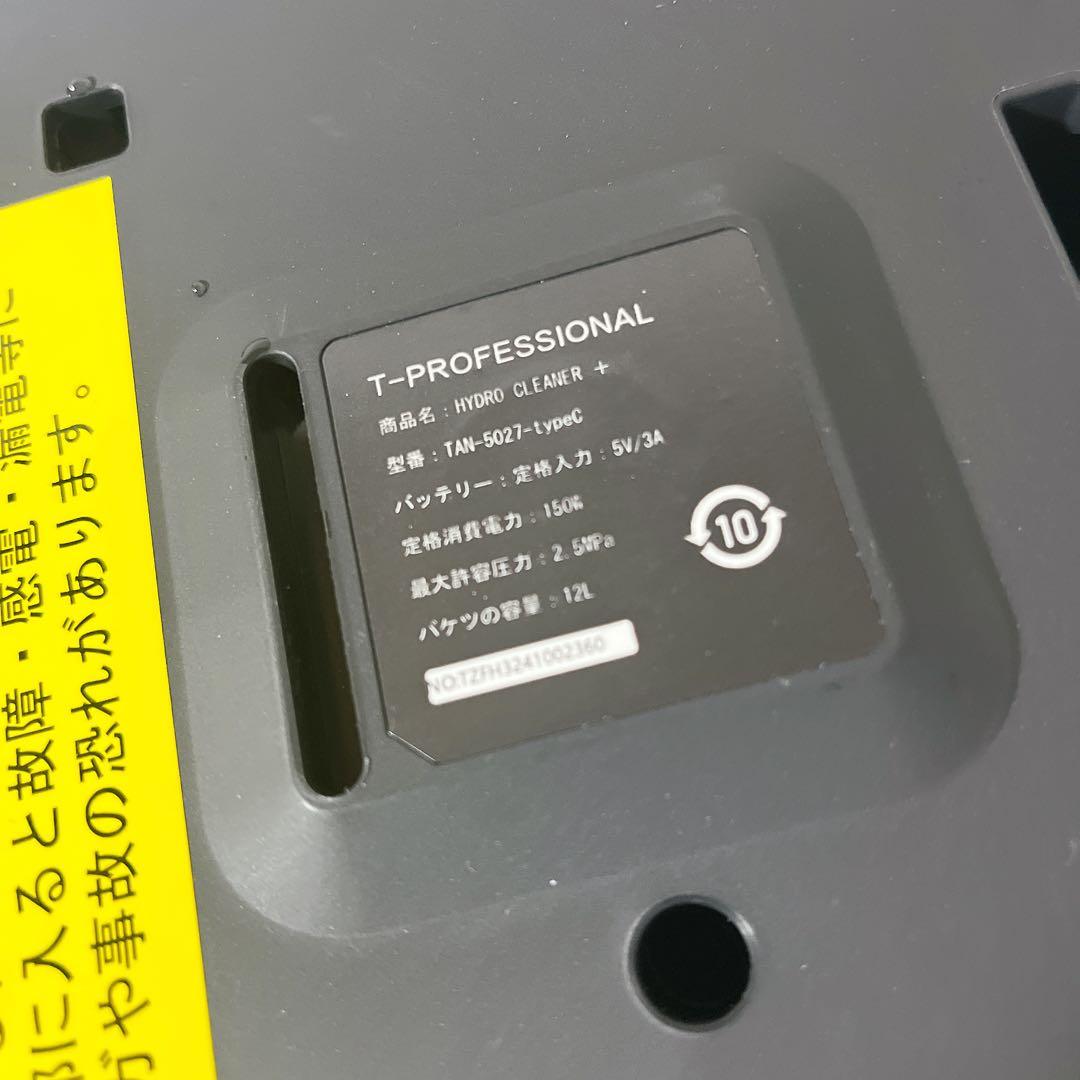 T-PROFESSIONAL
商品名：HYDRO CLEANER +
型番：TAN-5027-typeC
バッテリー：定格入力：5V/3A
定格消費電力：150W
最大許容圧力：2.5MPa
バケツの容量：12L
NO:TZFH3241002360
10
に入ると故障・感電・漏電等に
や事故の恐れがあります。